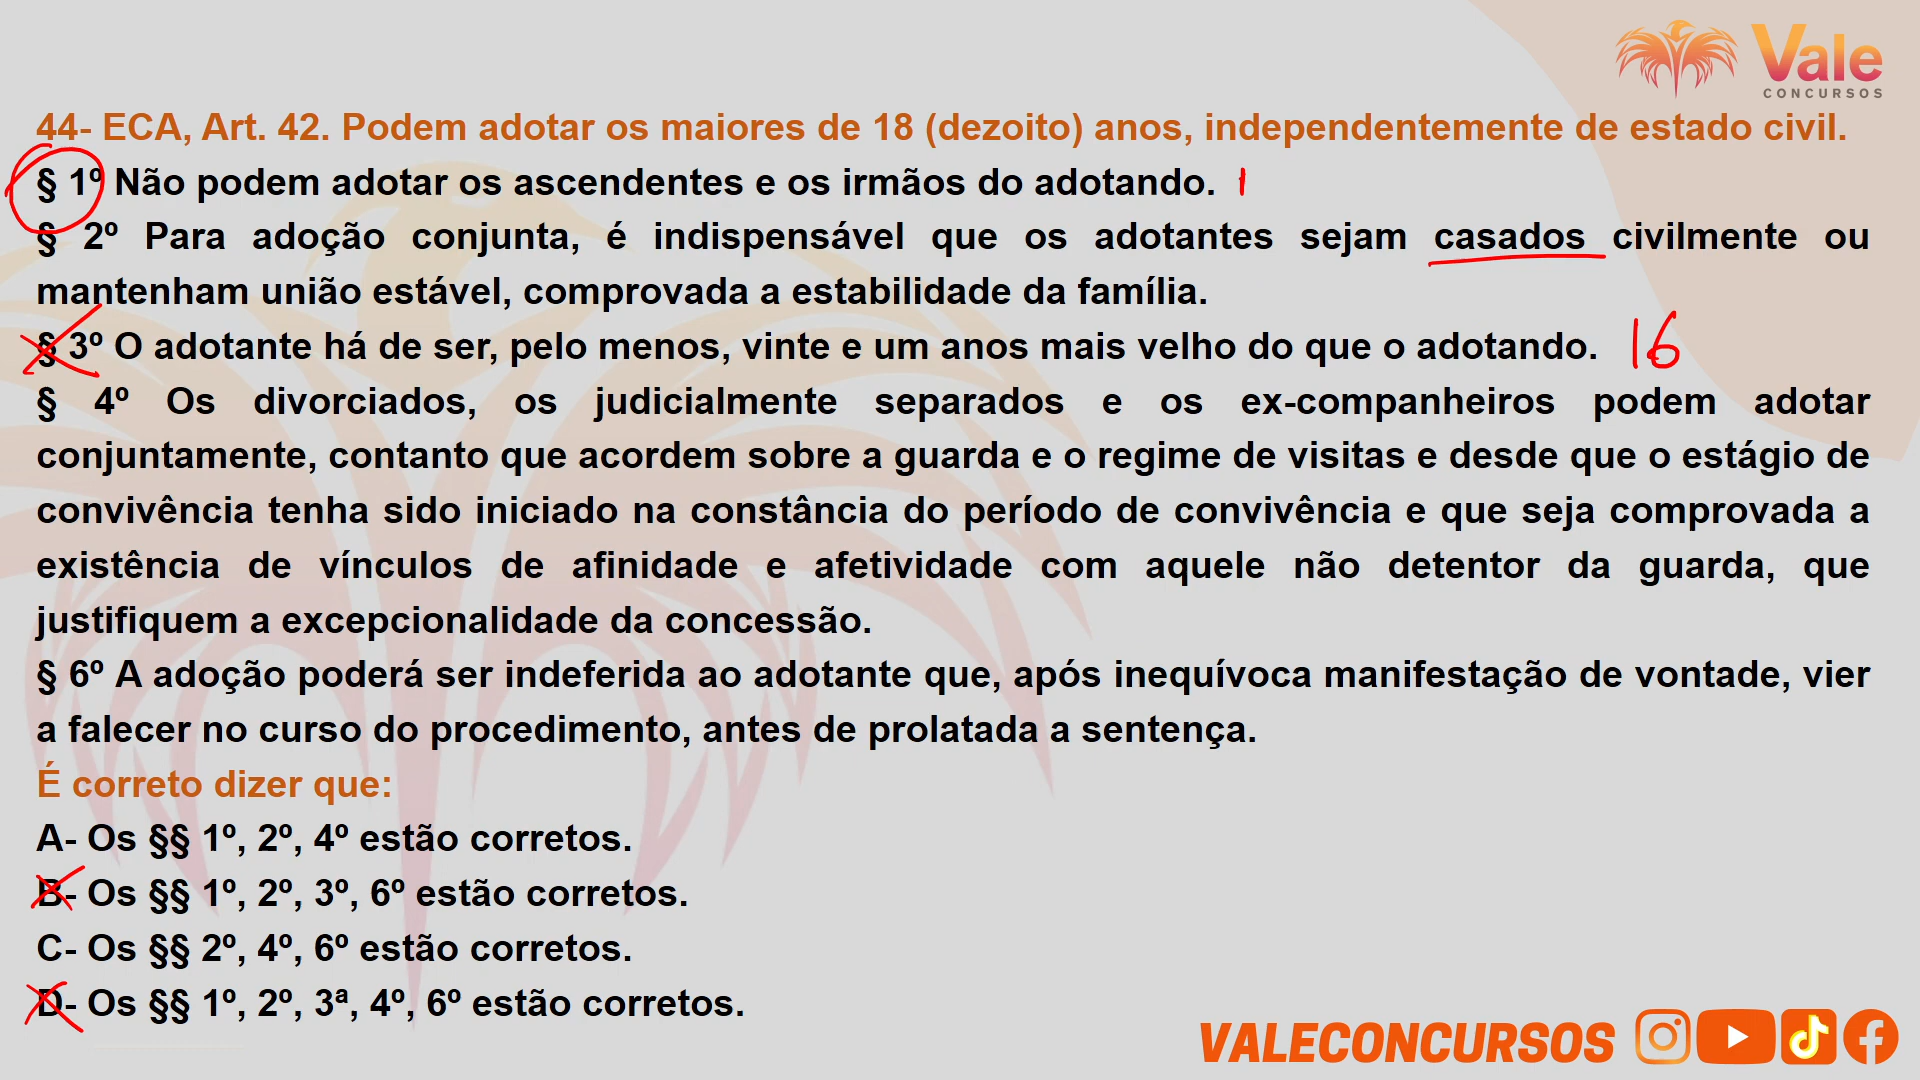 Vale
CONCURSOS
44- ECA, Art. 42. Podem adotar os maiores de 18 (dezoito) anos, independentemente de estado civil.
§ 1º Não podem adotar os ascendentes e os irmãos do adotando.
§ 2º Para adoção conjunta, é indispensável que os adotantes sejam casados civilmente ou
mantenham união estável, comprovada a estabilidade da família.
§ 3º O adotante há de ser, pelo menos, vinte e um anos mais velho do que o adotando. 16
§ 4º Os divorciados, os judicialmente separados e os ex-companheiros podem adotar
conjuntamente, contanto que acordem sobre a guarda e o regime de visitas e desde que o estágio de
convivência tenha sido iniciado na constância do período de convivência e que seja comprovada a
existência de vínculos de afinidade e afetividade com aquele não detentor da guarda, que
justifiquem a excepcionalidade da concessão.
§ 6º A adoção poderá ser indeferida ao adotante que, após inequívoca manifestação de vontade, vier
a falecer no curso do procedimento, antes de prolatada a sentença.
É correto dizer que:
A- Os §§ 1º, 2º, 4º estão corretos.
B- Os §§ 1º, 2º, 3º, 6º estão corretos.
C- Os §§ 2º, 4º, 6º estão corretos.
D- Os §§ 1º, 2º, 3ª, 4º, 6º estão corretos.
VALECONCURSOS